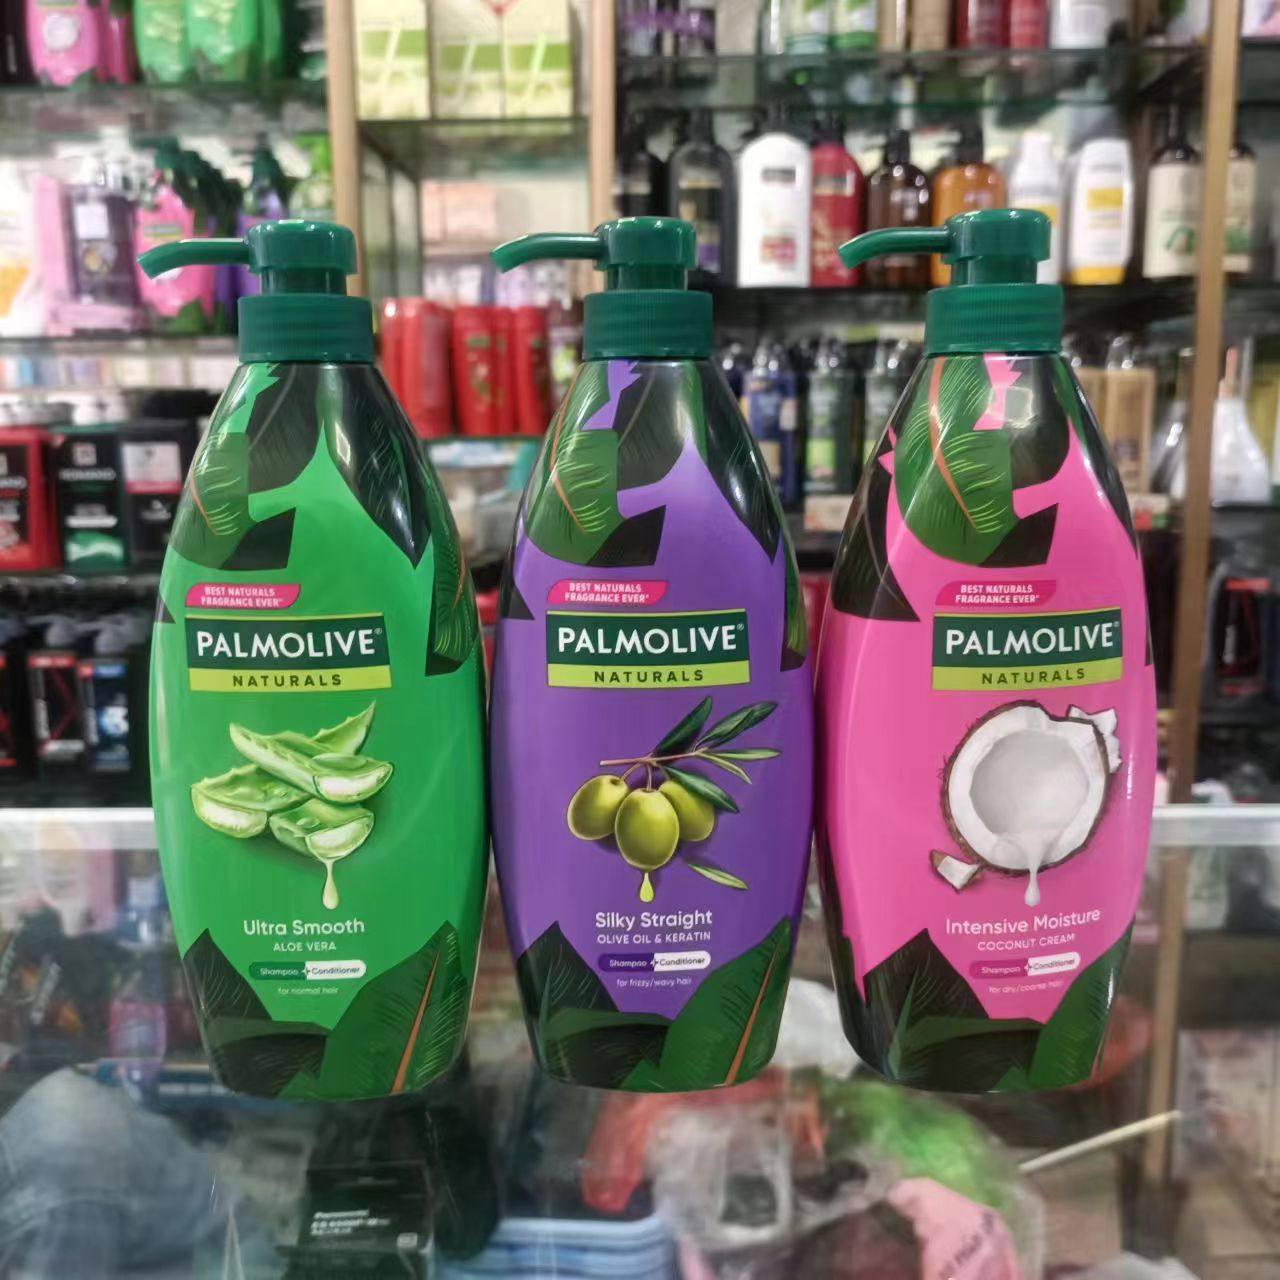 BEST NATURALS
FRAGRANCE EVER*
PALMOLIVE®
NATURALS
Ultra Smooth
ALOE VERA
Shampoo + Conditioner
for normal hair
BEST NATURALS
FRAGRANCE EVER*
PALMOLIVE®
NATURALS
Silky Straight
OLIVE OIL & KERATIN
Shampoo + Conditioner
for frizzy/wavy hair
BEST NATURALS
FRAGRANCE EVER*
PALMOLIVE®
NATURALS
Intensive Moisture
COCONUT CREAM
Shampoo + Conditioner
for dry/coarse hair
ROMANO
Panasonic